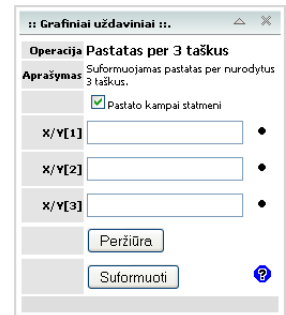 :: Grafiniai uždaviniai ::.
Operacija Pastatas per 3 taškus
Aprašymas Suformuojamas pastatas per nurodytus
3 taškus.
Pastato kampai statmeni
X/Y[1]
X/Y[2]
X/Y[3]
Peržiūra
Suformuoti